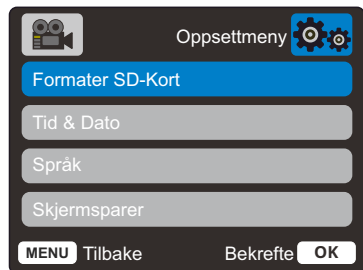 Oppsettmeny
Formater SD-Kort
Tid & Dato
Språk
Skjermsparer
MENU Tilbake Bekrefte OK